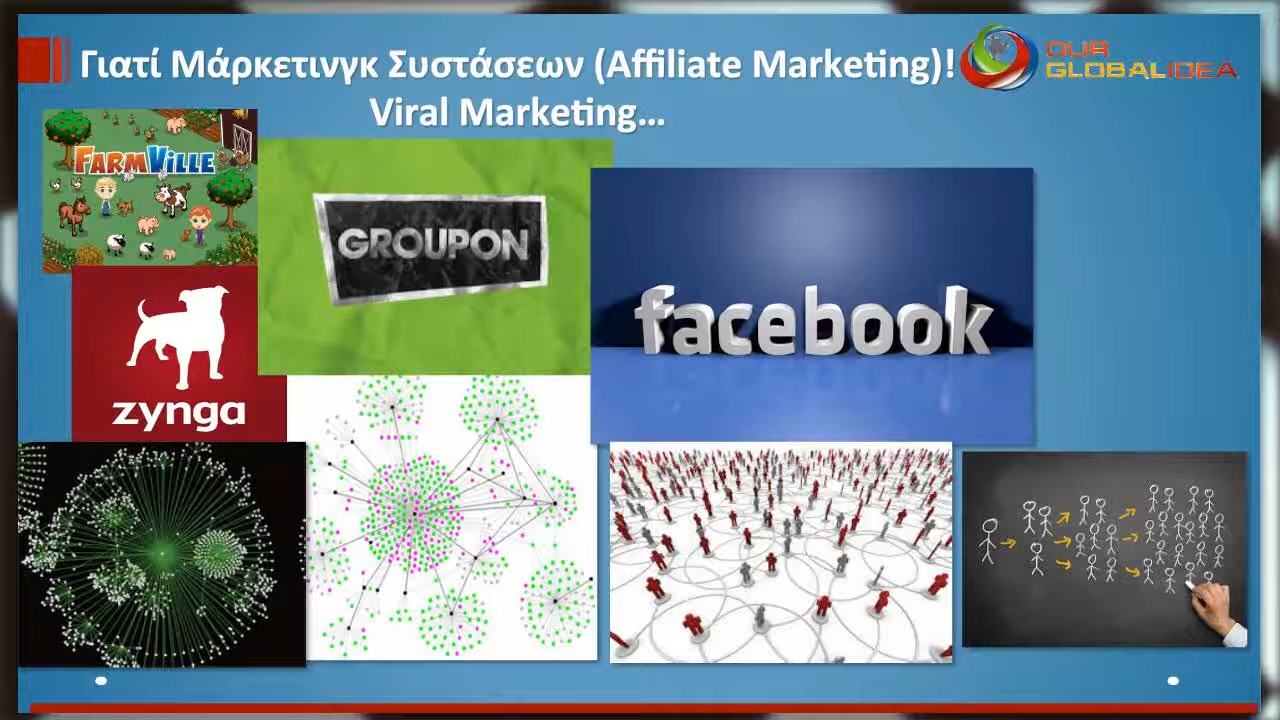 Γιατί Μάρκετινγκ Συστάσεων (Affiliate Marketing)!
Viral Marketing...
OUR
GLOBALIDEA
FARMVILLE
GROUPON
facebook
zynga